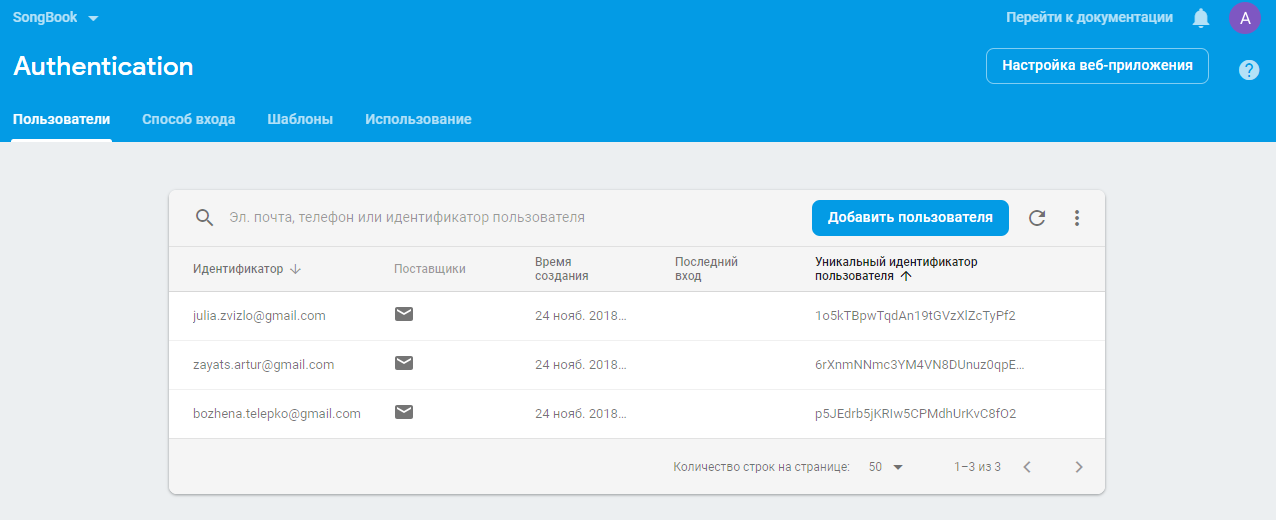 SongBook
Перейти к документации
A
Authentication
Настройка веб-приложения
?
Пользователи Способ входа Шаблоны Использование
Эл. почта, телефон или идентификатор пользователя
Добавить пользователя
Идентификатор Поставщики Время создания Последний вход Уникальный идентификатор пользователя
julia.zvizlo@gmail.com 24 нояб. 2018... 1o5kTBpwTqdAn19tGVzXlZcTyPf2
zayats.artur@gmail.com 24 нояб. 2018... 6rXnmNNmc3YM4VN8DUnuz0qpE...
bozhena.telepko@gmail.com 24 нояб. 2018... p5JEdrb5jKRIw5CPMdhUrKvC8fO2
Количество строк на странице: 50 1–3 из 3